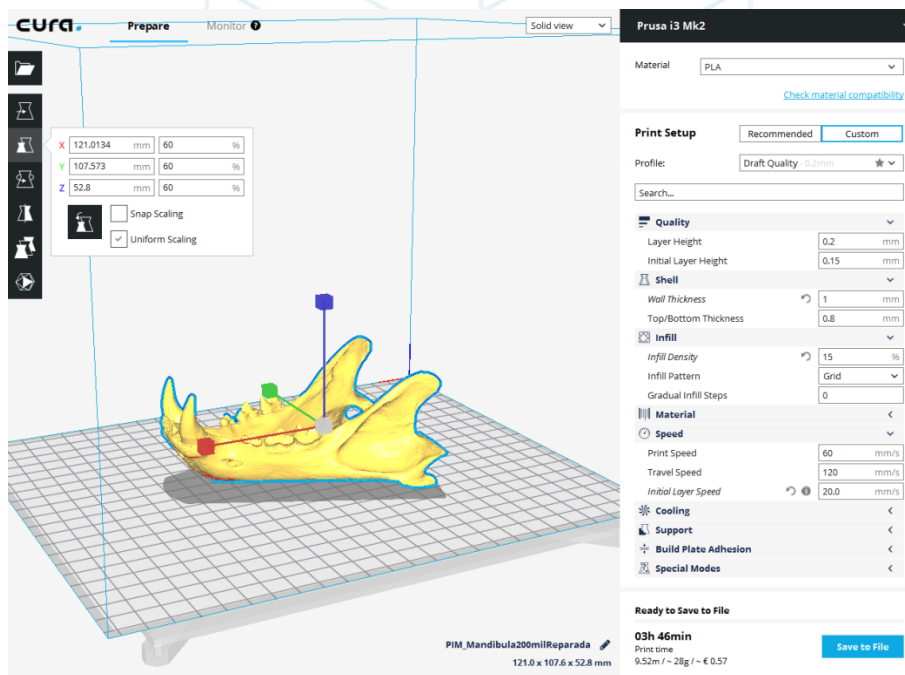 cura.
Prepare
Monitor ?
Solid view
Prusa i3 Mk2
Material
PLA
Check material compatibility
X 121.0134 mm 60 %
Y 107.573 mm 60 %
Z 52.8 mm 60 %
Snap Scaling
Uniform Scaling
Print Setup
Recommended
Custom
Profile:
Draft Quality - 0.2mm
Search...
Quality
Layer Height 0.2 mm
Initial Layer Height 0.15 mm
Shell
Wall Thickness 1 mm
Top/Bottom Thickness 0.8 mm
Infill
Infill Density 15 %
Infill Pattern Grid
Gradual Infill Steps 0
Material
Speed
Print Speed 60 mm/s
Travel Speed 120 mm/s
Initial Layer Speed 20.0 mm/s
Cooling
Support
Build Plate Adhesion
Special Modes
PIM_Mandibula200milReparada
121.0 x 107.6 x 52.8 mm
Ready to Save to File
03h 46min
Print time
9.52m / ~ 28g / ~ € 0.57
Save to File